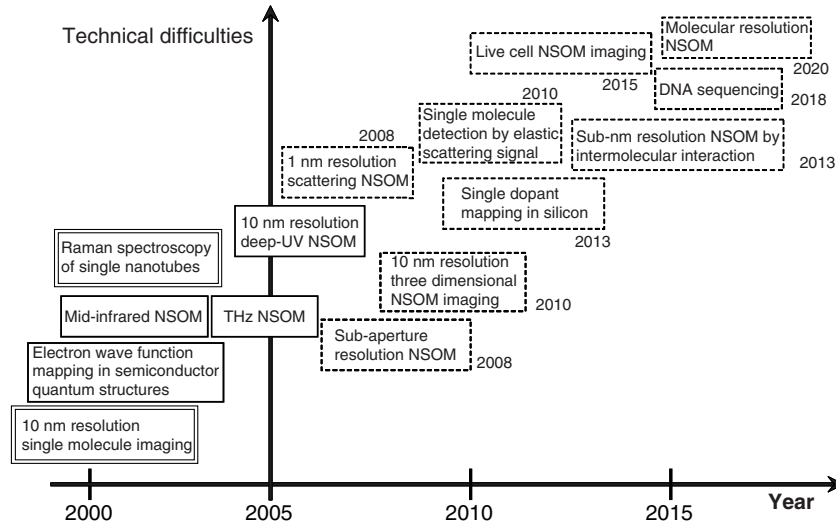 Technical difficulties
Molecular resolution
NSOM
2020
Live cell NSOM imaging
2015
DNA sequencing
2018
2010
Single molecule
detection by elastic
scattering signal
Sub-nm resolution NSOM by
intermolecular interaction
2013
2008
1 nm resolution
scattering NSOM
Single dopant
mapping in silicon
2013
10 nm resolution
deep-UV NSOM
Raman spectroscopy
of single nanotubes
10 nm resolution
three dimensional
NSOM imaging
2010
Mid-infrared NSOM
THz NSOM
Sub-aperture
resolution NSOM
2008
Electron wave function
mapping in semiconductor
quantum structures
10 nm resolution
single molecule imaging
Year
2000
2005
2010
2015